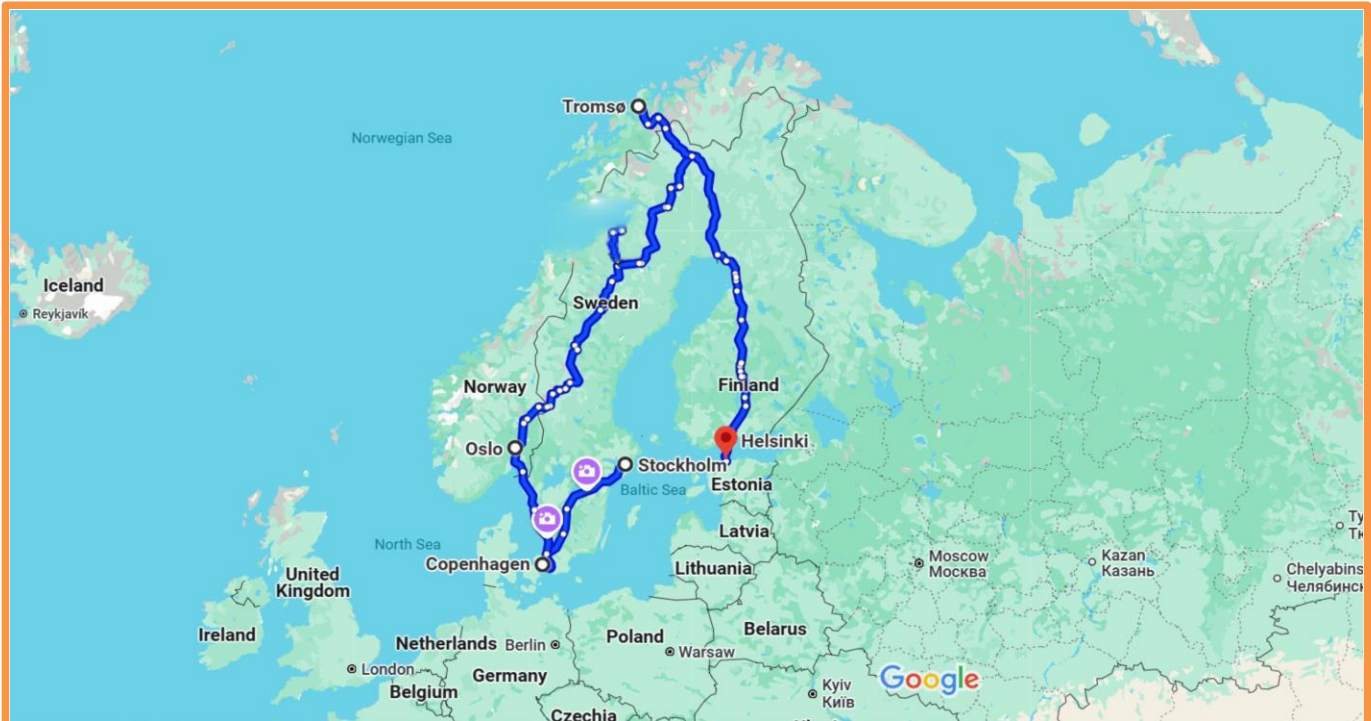 Tromsø
Norwegian Sea
Iceland
Reykjavík
Sweden
Norway
Finland
Oslo
Helsinki
Stockholm
Baltic Sea
Estonia
Latvia
North Sea
Copenhagen
Moscow
Москва
Kazan
Казань
Lithuania
United
Kingdom
Ireland
Belarus
Netherlands
Berlin
Poland
Warsaw
London
Germany
Belgium
Kyiv
Київ
Google
Czechia